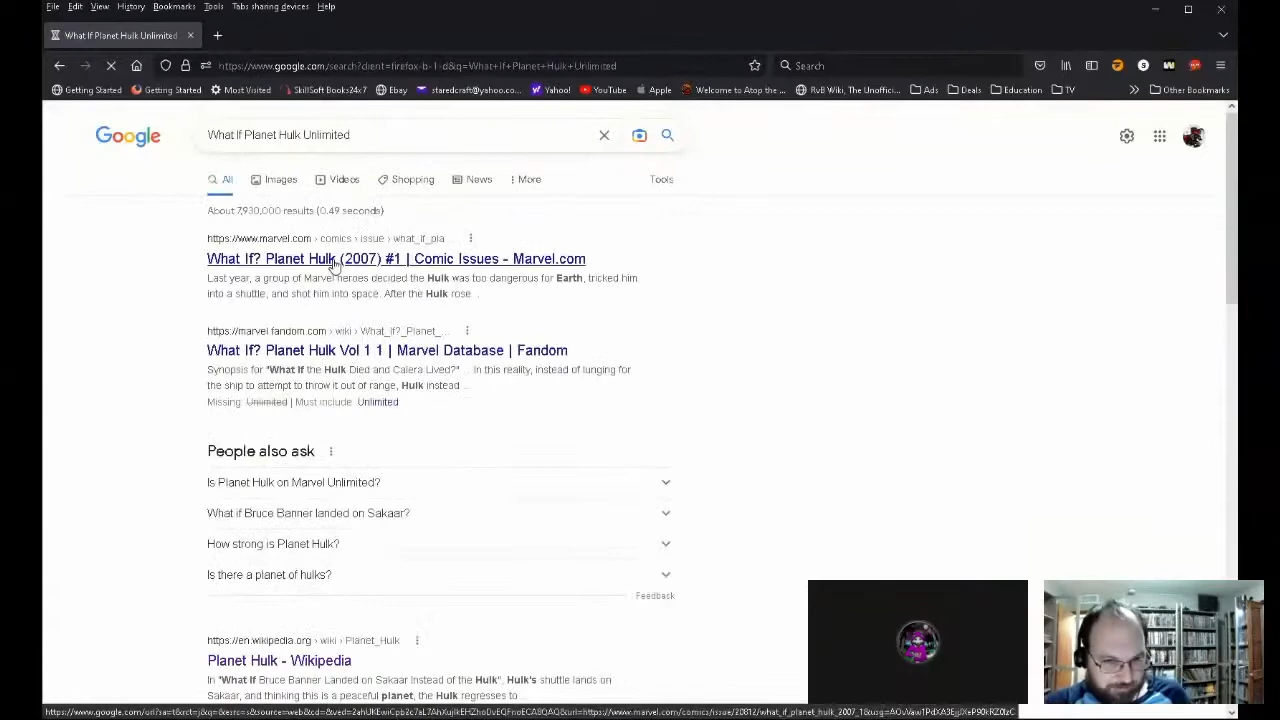 File Edit View History Bookmarks Tools Tabs sharing devices Help
What If Planet Hulk Unlimited
https://www.google.com/search?client=firefox-b-1-d&q=What+If+Planet+Hulk+Unlimited Search
Getting Started Getting Started Most Visited SkillSoft Books24x7 Ebay staredcraft@yahoo.co... Yahoo! YouTube Apple Welcome to Atop the ... RvB Wiki, The Unoffici... Ads Deals Education TV Other Bookmarks
Google What If Planet Hulk Unlimited
All Images Videos Shopping News More Tools
About 7,930,000 results (0.49 seconds)
https://www.marvel.com › comics › issue › what_if_pla
What If? Planet Hulk (2007) #1 | Comic Issues - Marvel.com
Last year, a group of Marvel heroes decided the Hulk was too dangerous for Earth, tricked him
into a shuttle, and shot him into space. After the Hulk rose ...
https://marvel.fandom.com › wiki › What_If?_Planet_...
What If? Planet Hulk Vol 1 1 | Marvel Database | Fandom
Synopsis for "What If the Hulk Died and Caiera Lived?" ... In this reality, instead of lunging for
the ship to attempt to throw it out of range, Hulk instead ...
Missing: Unlimited | Must include: Unlimited
People also ask
Is Planet Hulk on Marvel Unlimited?
What if Bruce Banner landed on Sakaar?
How strong is Planet Hulk?
Is there a planet of hulks?
Feedback
https://en.wikipedia.org › wiki › Planet_Hulk
Planet Hulk - Wikipedia
In "What If Bruce Banner Landed on Sakaar Instead of the Hulk", Hulk's shuttle lands on
Sakaar, and thinking this is a peaceful planet, the Hulk regresses to ...